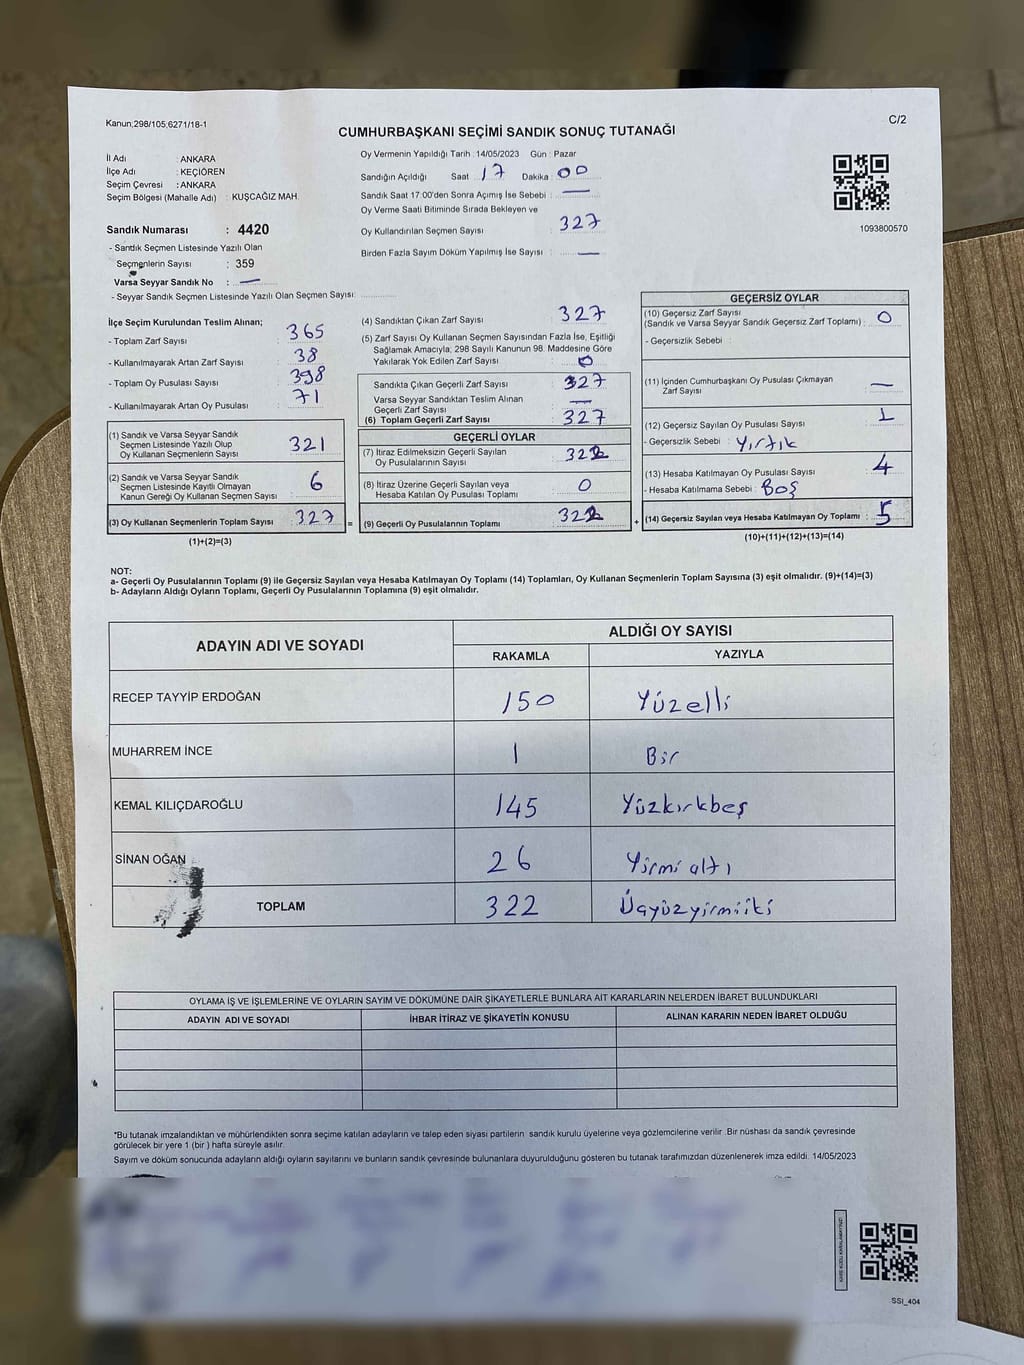 Kanun;298/105;6271/18-1
C/2
CUMHURBAŞKANI SEÇİMİ SANDIK SONUÇ TUTANAĞI
İl Adı : ANKARA
İlçe Adı : KEÇİÖREN
Seçim Çevresi : ANKARA
Seçim Bölgesi (Mahalle Adı) : KUŞCAĞIZ MAH.
Sandık Numarası : 4420
- Sandık Seçmen Listesinde Yazılı Olan
Seçmenlerin Sayısı : 359
Varsa Seyyar Sandık No : —
- Seyyar Sandık Seçmen Listesinde Yazılı Olan Seçmen Sayısı:
Oy Vermenin Yapıldığı Tarih :14/05/2023 Gün : Pazar
Sandığın Açıldığı Saat : 17 Dakika : 00
Sandık Saat 17:00'den Sonra Açımış İse Sebebi : —
Oy Verme Saati Bitiminde Sırada Bekleyen ve
Oy Kullandırılan Seçmen Sayısı : 327
Birden Fazla Sayım Döküm Yapılmış İse Sayısı : —
1093800570
İlçe Seçim Kurulundan Teslim Alınan;
- Toplam Zarf Sayısı : 365
- Kullanılmayarak Artan Zarf Sayısı : 38
- Toplam Oy Pusulası Sayısı : 398
- Kullanılmayarak Artan Oy Pusulası : 71
(1) Sandık ve Varsa Seyyar Sandık
Seçmen Listesinde Yazılı Olup
Oy Kullanan Seçmenlerin Sayısı : 321
(2) Sandık ve Varsa Seyyar Sandık
Seçmen Listesinde Kayıtlı Olmayan
Kanun Gereği Oy Kullanan Seçmen Sayısı : 6
(3) Oy Kullanan Seçmenlerin Toplam Sayısı : 327 =
(1)+(2)=(3)
(4) Sandıktan Çıkan Zarf Sayısı : 327
(5) Zarf Sayısı Oy Kullanan Seçmen Sayısından Fazla İse, Eşitliği
Sağlamak Amacıyla; 298 Sayılı Kanunun 98. Maddesine Göre
Yakılarak Yok Edilen Zarf Sayısı : 0
Sandıkta Çıkan Geçerli Zarf Sayısı : 327
Varsa Seyyar Sandıktan Teslim Alınan
Geçerli Zarf Sayısı : —
(6) Toplam Geçerli Zarf Sayısı : 327
GEÇERLİ OYLAR
(7) İtiraz Edilmeksizin Geçerli Sayılan
Oy Pusulalarının Sayısı : 322
(8) İtiraz Üzerine Geçerli Sayılan veya
Hesaba Katılan Oy Pusulası Toplamı : 0
(9) Geçerli Oy Pusulalarının Toplamı : 322 +
GEÇERSİZ OYLAR
(10) Geçersiz Zarf Sayısı
(Sandık ve Varsa Seyyar Sandık Geçersiz Zarf Toplamı) : 0
- Geçersizlik Sebebi :
(11) İçinden Cumhurbaşkanı Oy Pusulası Çıkmayan
Zarf Sayısı : —
(12) Geçersiz Sayılan Oy Pusulası Sayısı : 1
- Geçersizlik Sebebi : Yırtık
(13) Hesaba Katılmayan Oy Pusulası Sayısı : 4
- Hesaba Katılmama Sebebi : Boş
(14) Geçersiz Sayılan veya Hesaba Katılmayan Oy Toplamı : 5
(10)+(11)+(12)+(13)=(14)
NOT:
a- Geçerli Oy Pusulalarının Toplamı (9) ile Geçersiz Sayılan veya Hesaba Katılmayan Oy Toplamı (14) Toplamları, Oy Kullanan Seçmenlerin Toplam Sayısına (3) eşit olmalıdır. (9)+(14)=(3)
b- Adayların Aldığı Oyların Toplamı, Geçerli Oy Pusulalarının Toplamına (9) eşit olmalıdır.
ADAYIN ADI VE SOYADI ALDIĞI OY SAYISI
RAKAMLA YAZIYLA
RECEP TAYYİP ERDOĞAN 150 Yüzelli
MUHARREM İNCE 1 Bir
KEMAL KILIÇDAROĞLU 145 Yüzkırkbeş
SİNAN OĞAN 26 Yirmi altı
TOPLAM 322 Üçyüzyirmiiki
OYLAMA İŞ VE İŞLEMLERİNE VE OYLARIN SAYIM VE DÖKÜMÜNE DAİR ŞİKAYETLERLE BUNLARA AİT KARARLARIN NELERDEN İBARET BULUNDUKLARI
ADAYIN ADI VE SOYADI İHBAR İTİRAZ VE ŞİKAYETİN KONUSU ALINAN KARARIN NEDEN İBARET OLDUĞU
*Bu tutanak imzalandıktan ve mühürlendikten sonra seçime katılan adayların ve talep eden siyasi partilerin sandık kurulu üyelerine veya gözlemcilerine verilir. Bir nüshası da sandık çevresinde
görülecek bir yere 1 (bir ) hafta süreyle asılır.
Sayım ve döküm sonucunda adayların aldığı oyların sayılarını ve bunların sandık çevresinde bulunanlara duyurulduğunu gösteren bu tutanak tarafımızdan düzenlenerek imza edildi. 14/05/2023
SSI_404